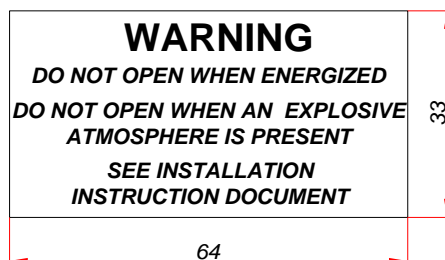 WARNING
DO NOT OPEN WHEN ENERGIZED
DO NOT OPEN WHEN AN EXPLOSIVE
ATMOSPHERE IS PRESENT
SEE INSTALLATION
INSTRUCTION DOCUMENT
33
64